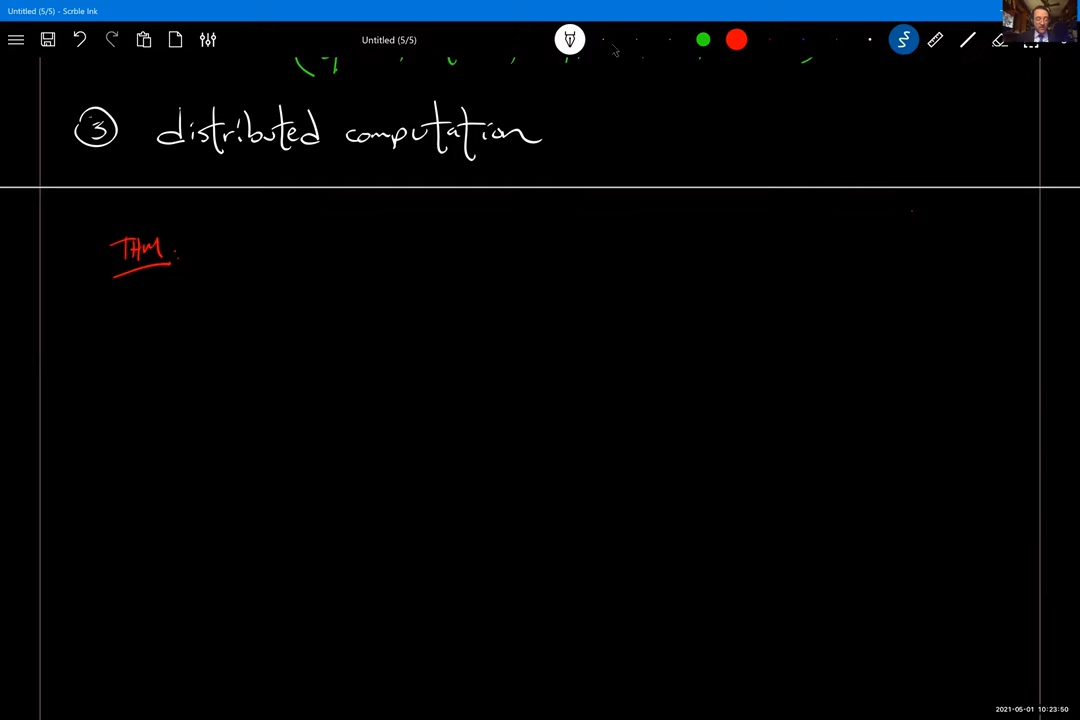 Untitled (5/5) - Scrble Ink
Untitled (5/5)
③ distributed computation
THM:
2021-05-01 10:23:50